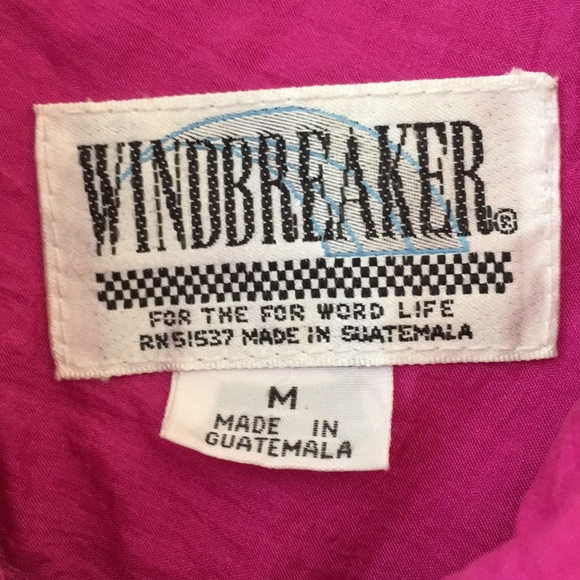 WINDBREAKER®
FOR THE FOR WORD LIFE
RN51537 MADE IN GUATEMALA
M
MADE IN
GUATEMALA